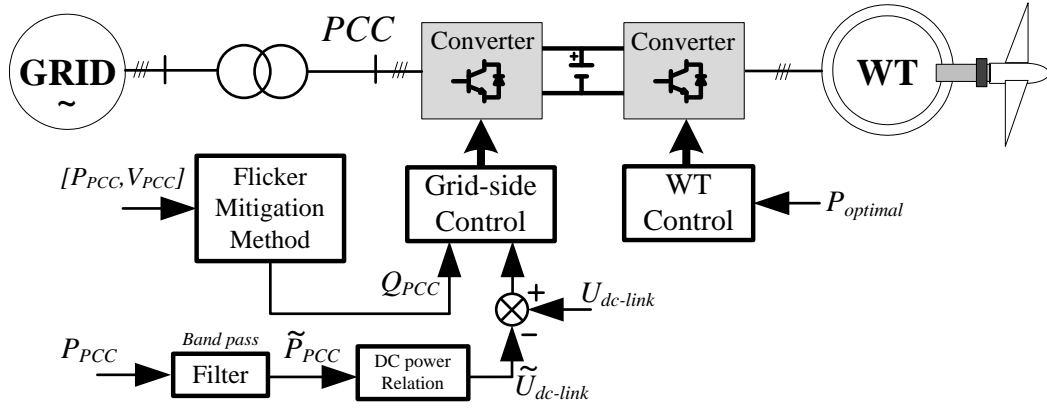 PCC
Converter
Converter
GRID
~
WT
[P_PCC,V_PCC]
Flicker
Mitigation
Method
Grid-side
Control
WT
Control
P_optimal
Q_PCC
+
U_dc-link
−
P_PCC
Band pass
Filter
P̃_PCC
DC power
Relation
Ũ_dc-link